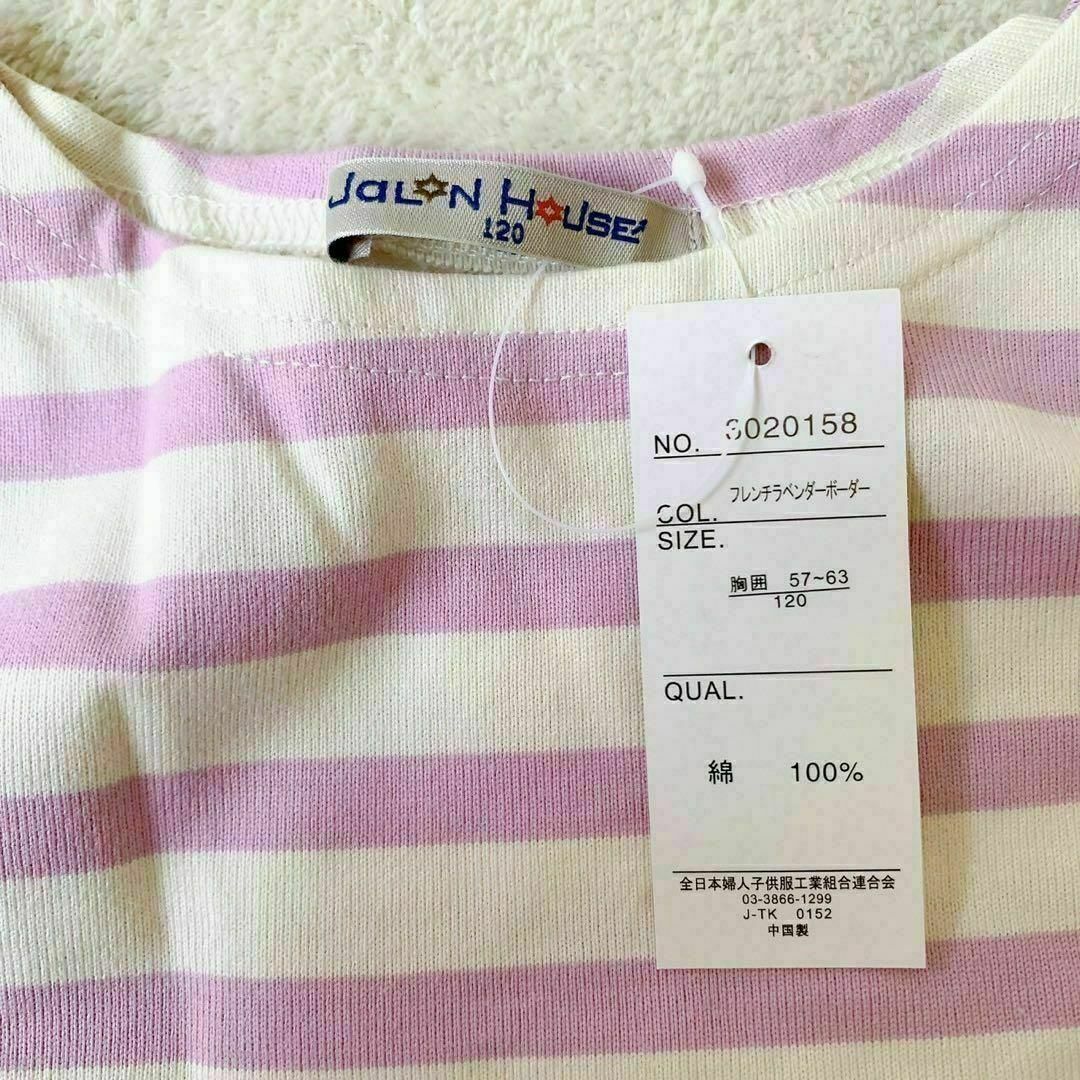 JaLON HOUSE
120
NO. 3020158
COL. フレンチラベンダーボーダー
SIZE.
胸囲 57~63
120
QUAL.
綿 100%
全日本婦人子供服工業組合連合会
03-3866-1299
J-TK 0152
中国製